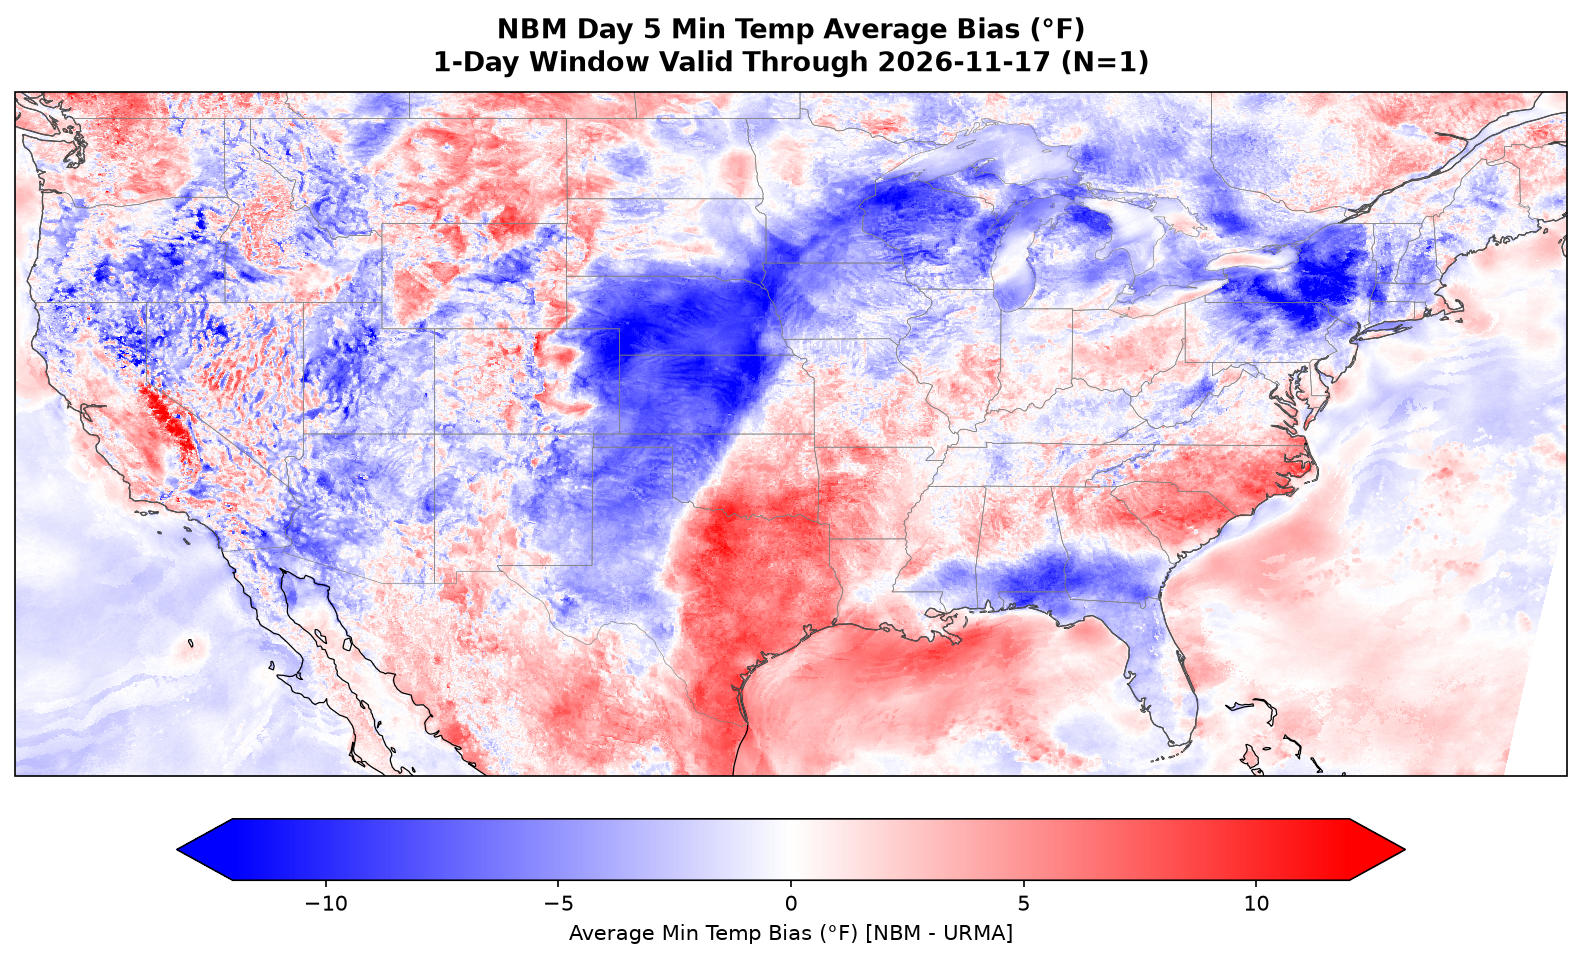 NBM Day 5 Min Temp Average Bias (°F)
1-Day Window Valid Through 2026-11-17 (N=1)
−10 −5 0 5 10
Average Min Temp Bias (°F) [NBM - URMA]